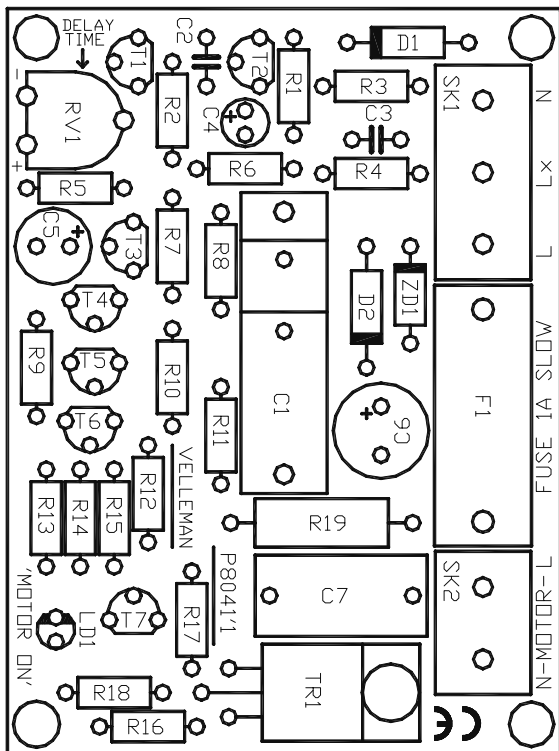 DELAY
TIME
T1
C2
T2
R1
D1
-
RV1
+
R2
C4
+
R3
C3
R4
SK1
N
Lx
L
R5
R6
C5
+
T3
R7
R8
T4
D2
ZD1
R9
T5
R10
C1
F1
FUSE 1A SLOW
T6
R11
C6
+
R13
R14
R15
R12
VELLEMAN
R19
P8041'1
C7
SK2
N-MOTOR-L
'MOTOR ON'
LD1
T7
R17
TR1
R18
R16
CE